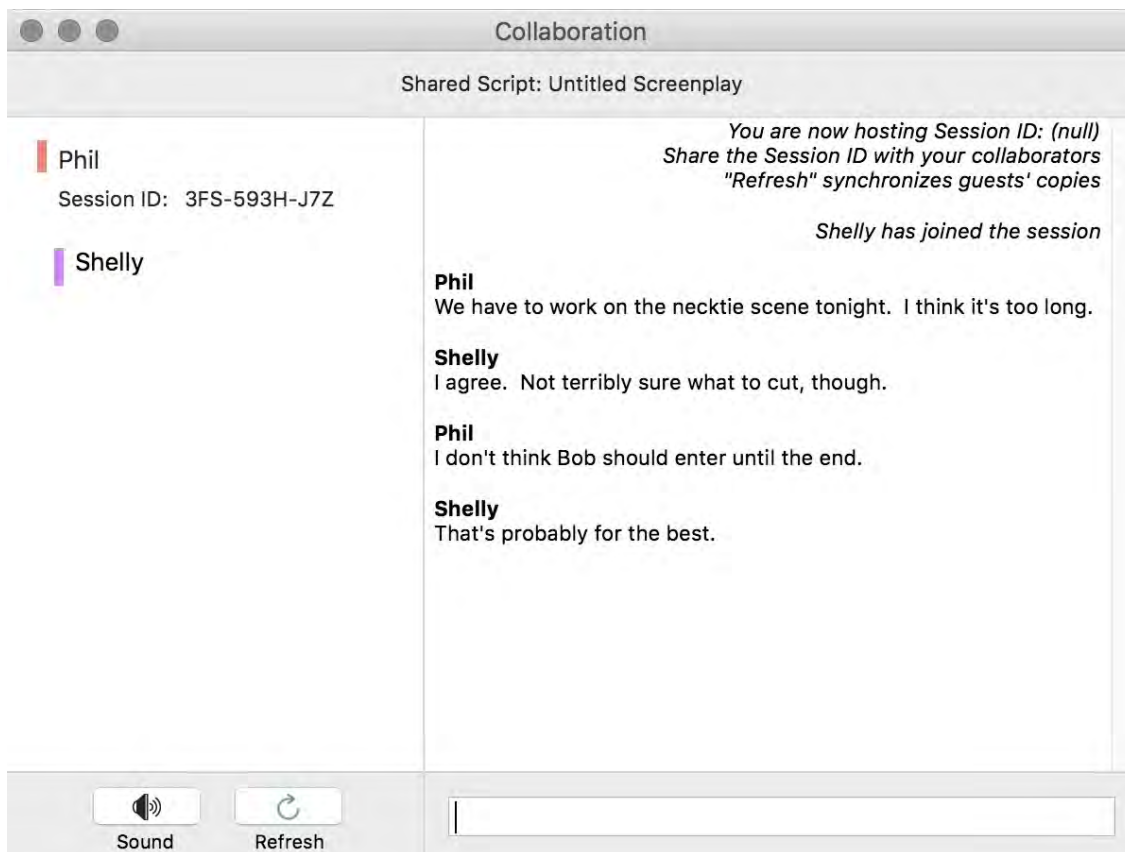 Collaboration
Shared Script: Untitled Screenplay
Phil
Session ID: 3FS-593H-J7Z
Shelly
You are now hosting Session ID: (null)
Share the Session ID with your collaborators
"Refresh" synchronizes guests' copies
Shelly has joined the session
Phil
We have to work on the necktie scene tonight.  I think it's too long.
Shelly
I agree.  Not terribly sure what to cut, though.
Phil
I don't think Bob should enter until the end.
Shelly
That's probably for the best.
Sound
Refresh